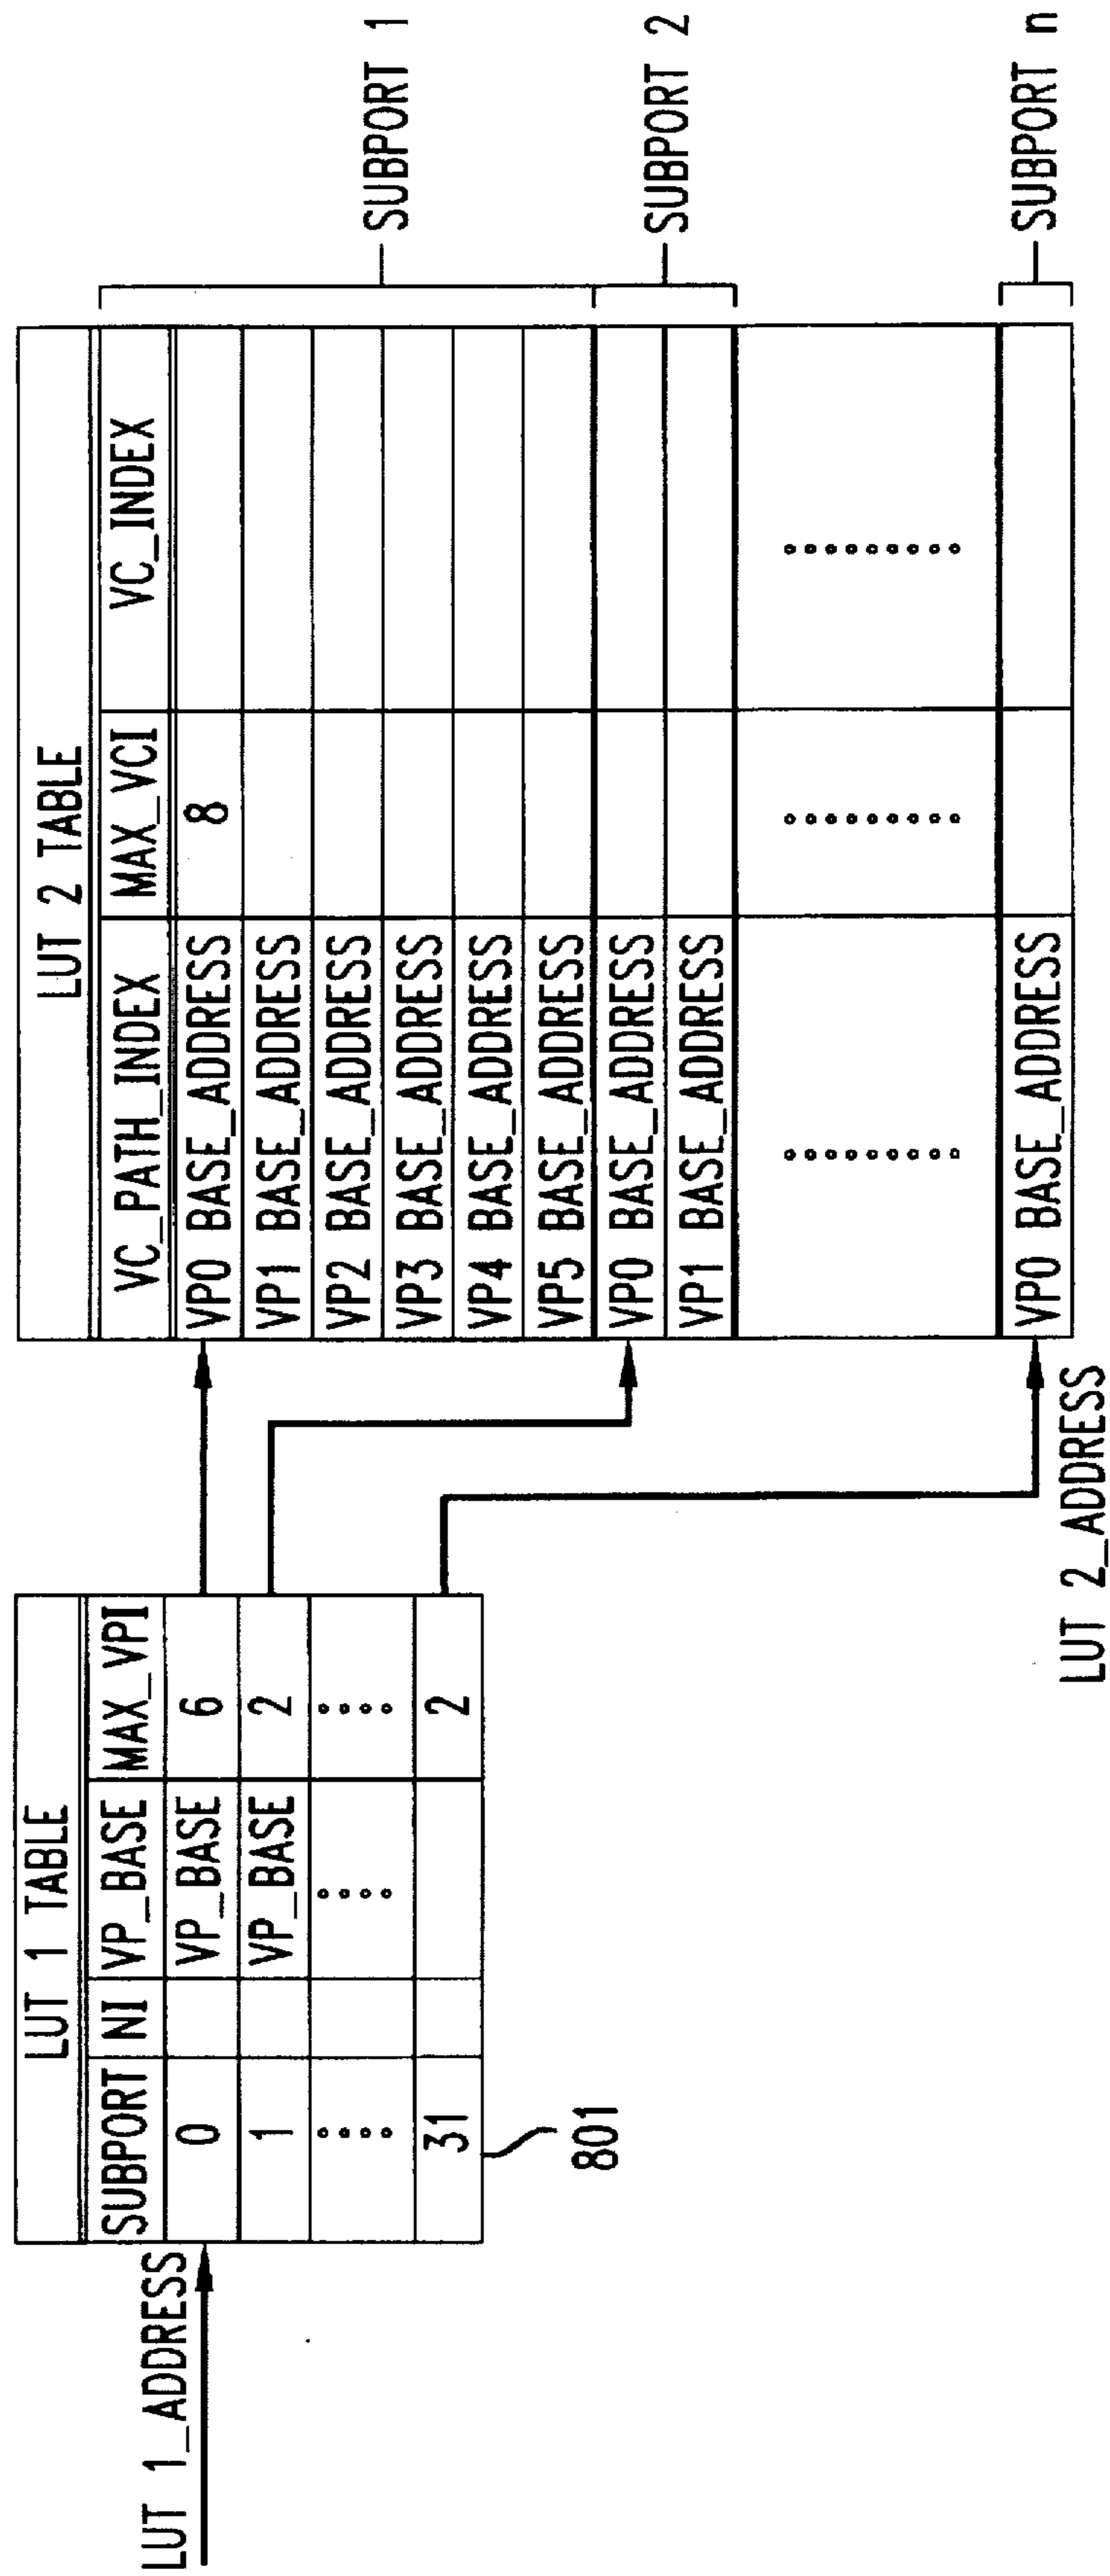 LUT 1_ADDRESS
LUT 1 TABLE
SUBPORT NI VP_BASE MAX_VPI
0 VP_BASE 6
1 VP_BASE 2
31 2
801
LUT 2_ADDRESS
LUT 2 TABLE
VC_PATH_INDEX MAX_VCI VC_INDEX
VP0 BASE_ADDRESS 8
VP1 BASE_ADDRESS
VP2 BASE_ADDRESS
VP3 BASE_ADDRESS
VP4 BASE_ADDRESS
VP5 BASE_ADDRESS
VP0 BASE_ADDRESS
VP1 BASE_ADDRESS
VP0 BASE_ADDRESS
SUBPORT 1
SUBPORT 2
SUBPORT n